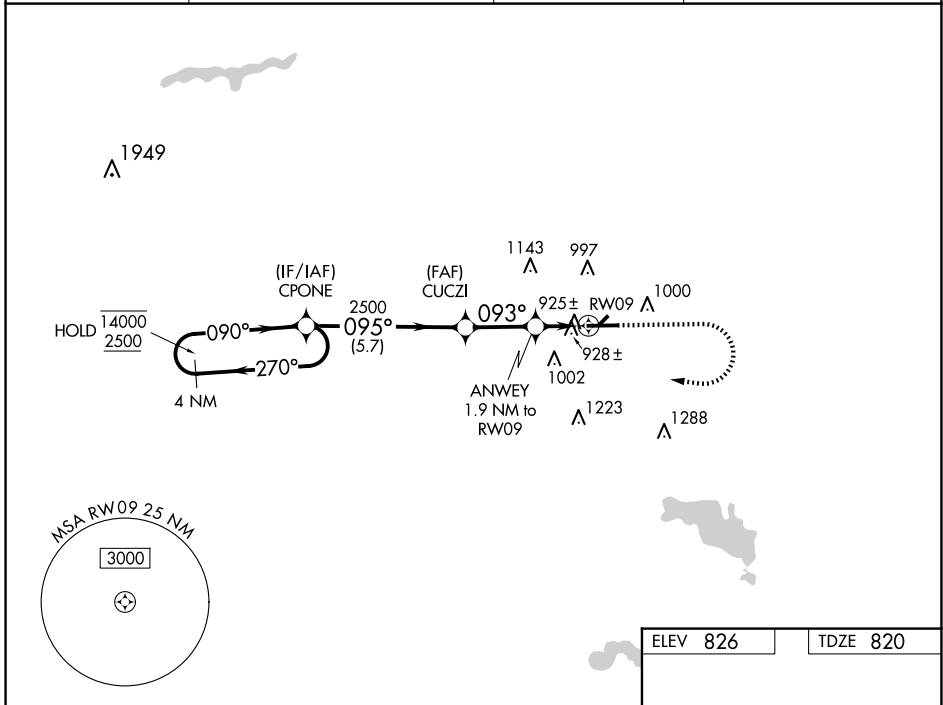 1949
1143
997
(IF/IAF)
CPONE
(FAF)
CUCZI
925±
RW09
1000
HOLD
14000
2500
090°
2500
095°
(5.7)
093°
270°
928±
4 NM
ANWEY
1.9 NM to
RW09
1002
1223
1288
MSA RW09 25 NM
3000
ELEV 826
TDZE 820